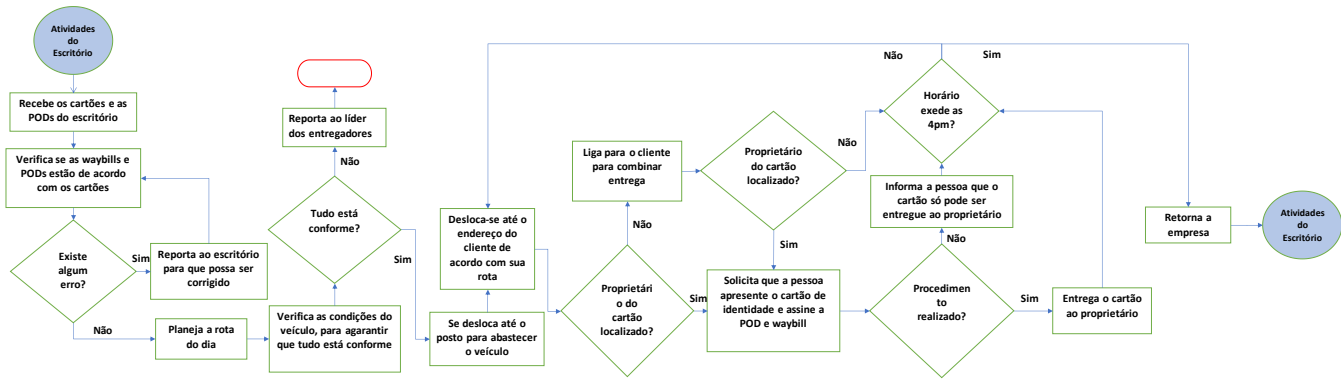 Atividades
do
Escritório
Recebe os cartões e as
PODs do escritório
Verifica se as waybills e
PODs estão de acordo
com os cartões
Existe
algum
erro?
Sim
Reporta ao escritório
para que possa ser
corrigido
Não
Planeja a rota
do dia
Verifica as condições do
veículo, para agarantir
que tudo está conforme
Tudo está
conforme?
Não
Reporta ao líder
dos entregadores
Sim
Se desloca até o
posto para abastecer
o veículo
Desloca-se até o
endereço do
cliente de
acordo com sua
rota
Proprietári
o do cartão
localizado?
Não
Liga para o cliente
para combinar
entrega
Proprietário
do cartão
localizado?
Não
Sim
Sim
Solicita que a pessoa
apresente o cartão de
identidade e assine a
POD e waybill
Procedimen
to
realizado?
Não
Informa a pessoa que o
cartão só pode ser
entregue ao proprietário
Sim
Entrega o cartão
ao proprietário
Horário
exede as
4pm?
Não
Sim
Retorna a
empresa
Atividades
do
Escritório